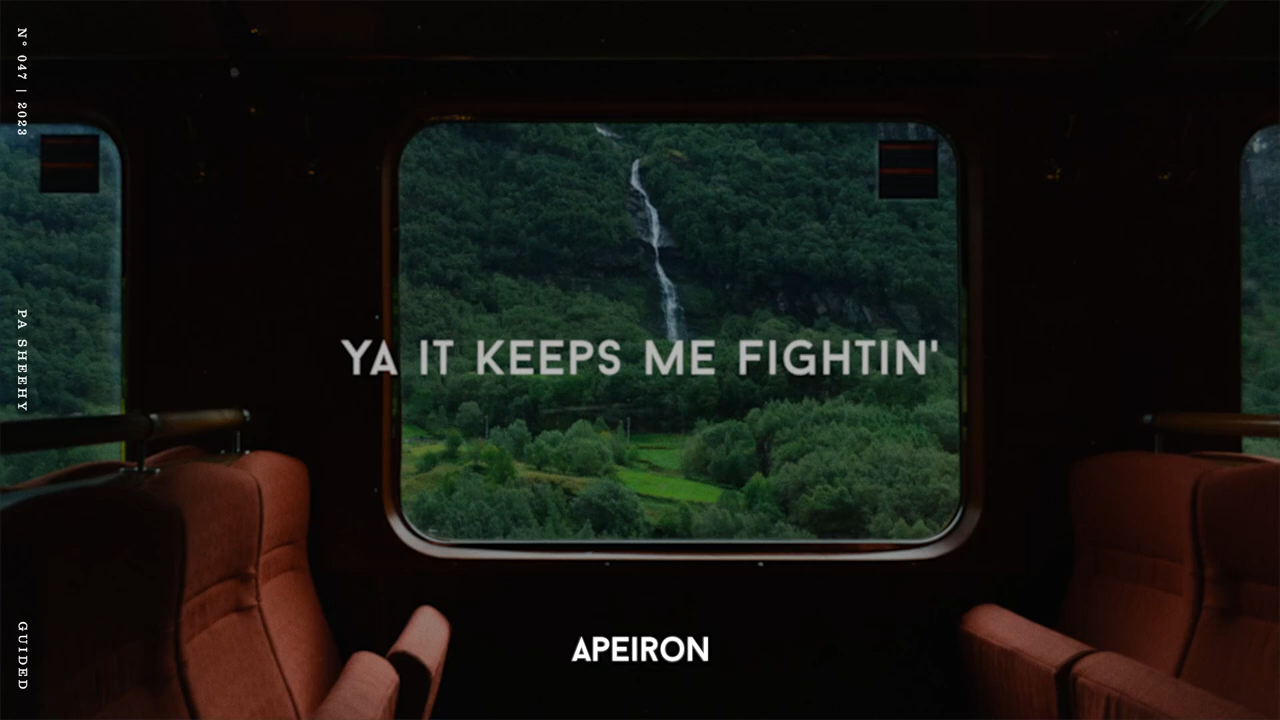 N° 047 | 2023
PA SHEEHY
GUIDED
YA IT KEEPS ME FIGHTIN'
APEIRON